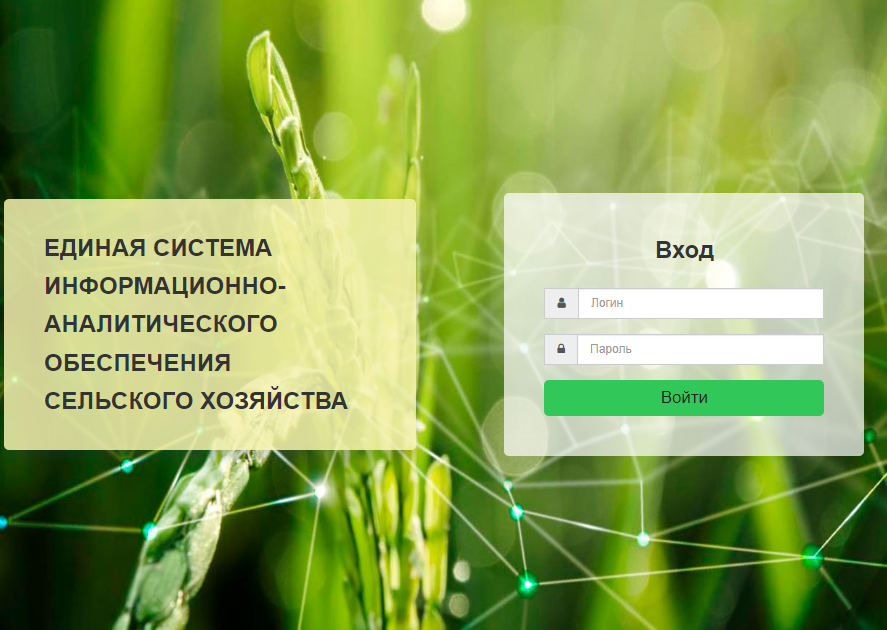 ЕДИНАЯ СИСТЕМА
ИНФОРМАЦИОННО-
АНАЛИТИЧЕСКОГО
ОБЕСПЕЧЕНИЯ
СЕЛЬСКОГО ХОЗЯЙСТВА
Вход
Логин
Пароль
Войти